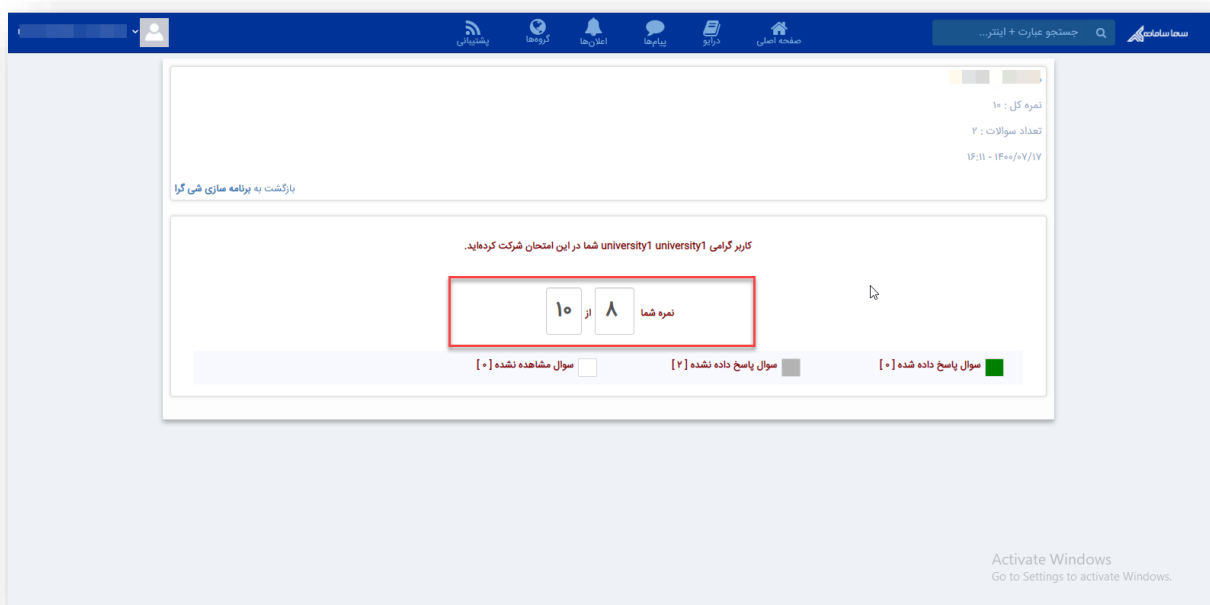 سما سامانه جستجو عبارت + اینتر... صفحه اصلی درایو پیام‌ها اعلان‌ها گروه‌ها پشتیبانی
نمره کل : ۱۰
تعداد سوالات : ۲
۱۴۰۰/۰۷/۱۷ - ۱۶:۱۱
بازگشت به برنامه سازی شی گرا
کاربر گرامی university1 university1 شما در این امتحان شرکت کرده‌اید.
نمره شما ۸ از ۱۰
سوال پاسخ داده شده [ ۰ ] سوال پاسخ داده نشده [ ۲ ] سوال مشاهده نشده [ ۰ ]
Activate Windows
Go to Settings to activate Windows.